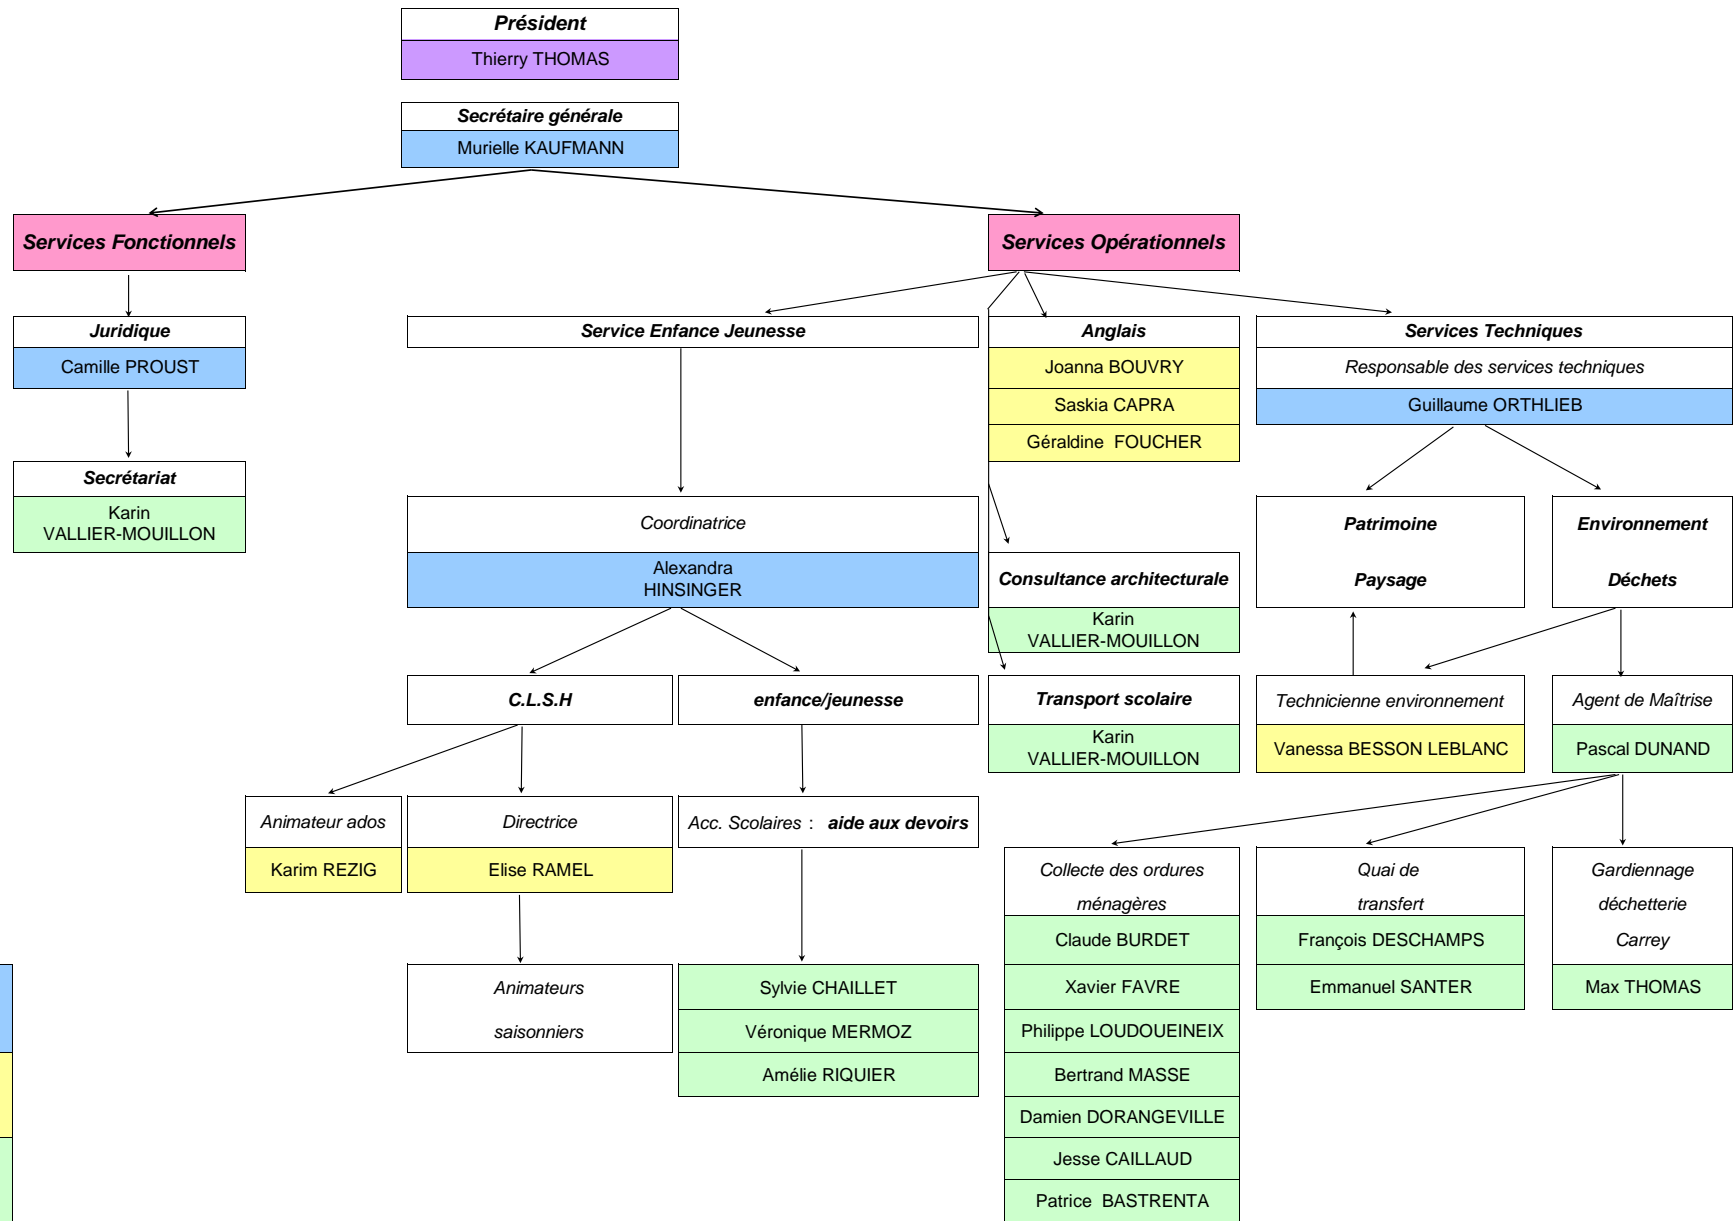 Président
Thierry THOMAS
Secrétaire générale
Murielle KAUFMANN
Services Fonctionnels
Services Opérationnels
Juridique
Camille PROUST
Secrétariat
Karin
VALLIER-MOUILLON
Service Enfance Jeunesse
Coordinatrice
Alexandra
HINSINGER
C.L.S.H
enfance/jeunesse
Animateur ados
Karim REZIG
Directrice
Elise RAMEL
Animateurs
saisonniers
Acc. Scolaires : aide aux devoirs
Sylvie CHAILLET
Véronique MERMOZ
Amélie RIQUIER
Anglais
Joanna BOUVRY
Saskia CAPRA
Géraldine FOUCHER
Consultance architecturale
Karin
VALLIER-MOUILLON
Transport scolaire
Karin
VALLIER-MOUILLON
Services Techniques
Responsable des services techniques
Guillaume ORTHLIEB
Patrimoine
Paysage
Environnement
Déchets
Technicienne environnement
Vanessa BESSON LEBLANC
Agent de Maîtrise
Pascal DUNAND
Collecte des ordures
ménagères
Claude BURDET
Xavier FAVRE
Philippe LOUDOUEINEIX
Bertrand MASSE
Damien DORANGEVILLE
Jesse CAILLAUD
Patrice BASTRENTA
Quai de
transfert
François DESCHAMPS
Emmanuel SANTER
Gardiennage
déchetterie
Carrey
Max THOMAS